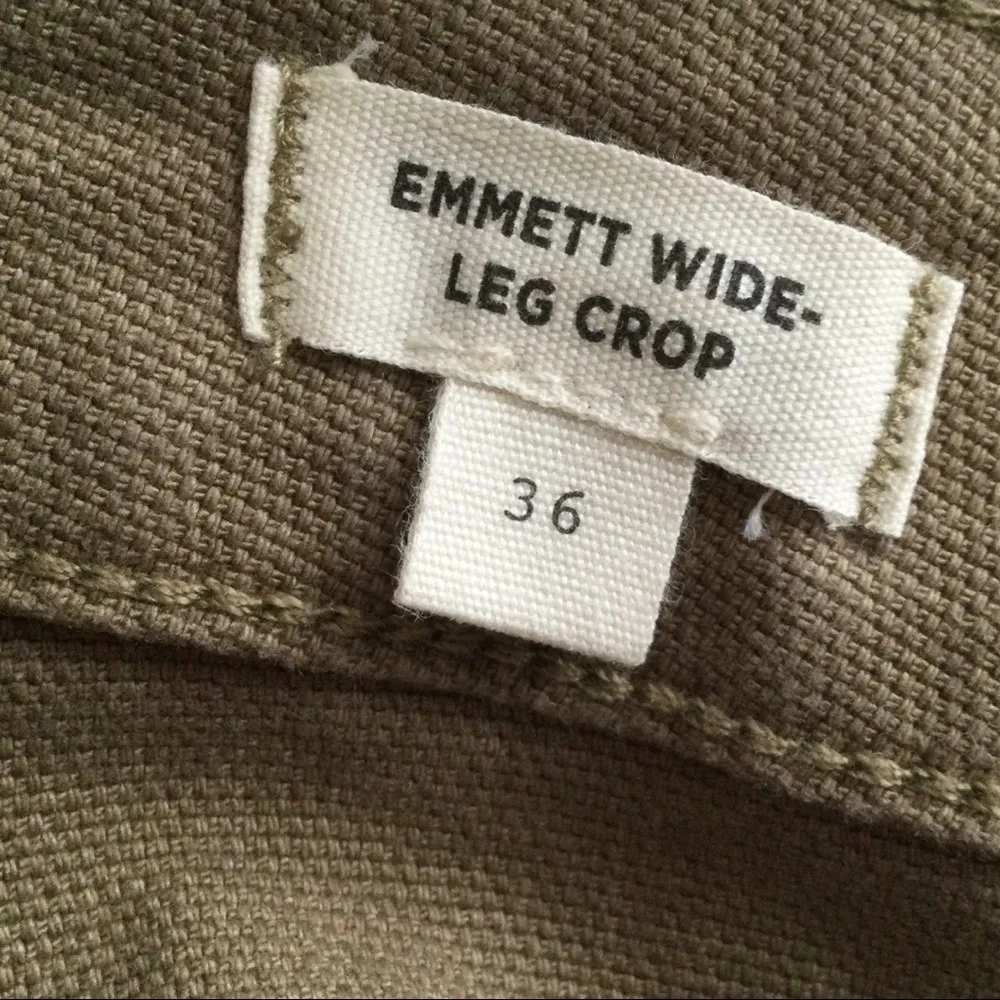 EMMETT WIDE-
LEG CROP
36